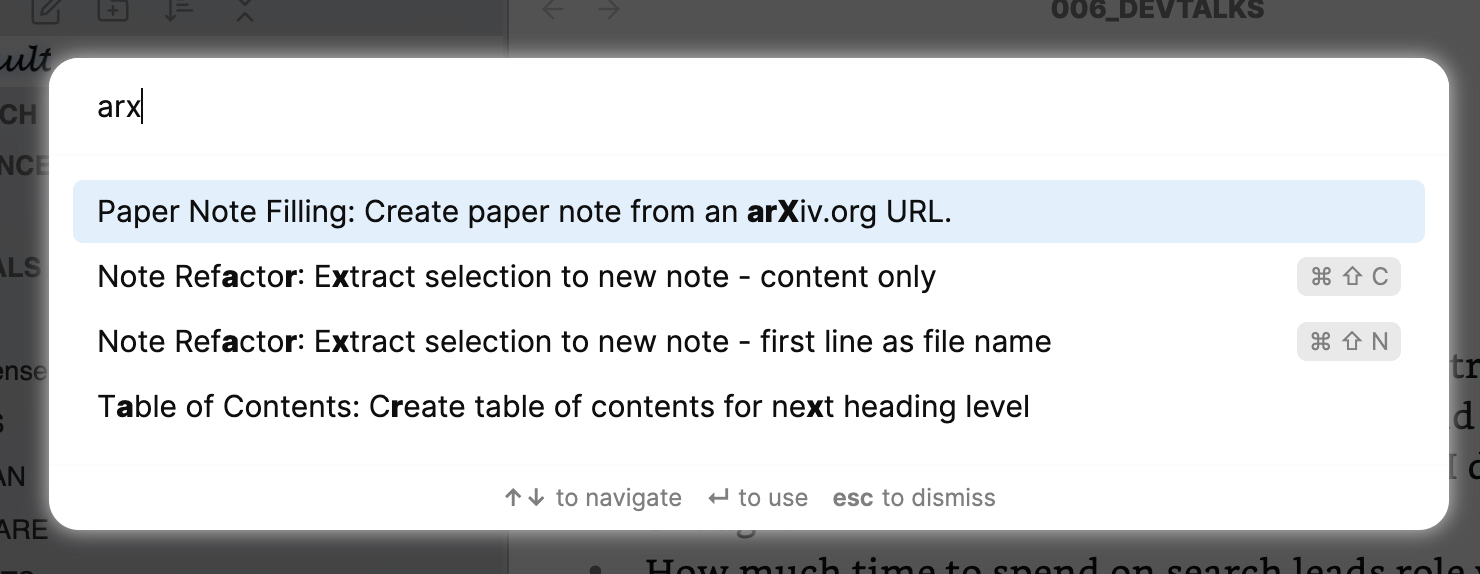 006_DEVTALKS
ult
arx
CH
NCE
Paper Note Filling: Create paper note from an arXiv.org URL.
ALS
Note Refactor: Extract selection to new note - content only
⌘ ⇧ C
Note Refactor: Extract selection to new note - first line as file name
⌘ ⇧ N
ense
Table of Contents: Create table of contents for next heading level
AN
↑↓ to navigate ↵ to use esc to dismiss
ARE
How much time to spend on search leads role